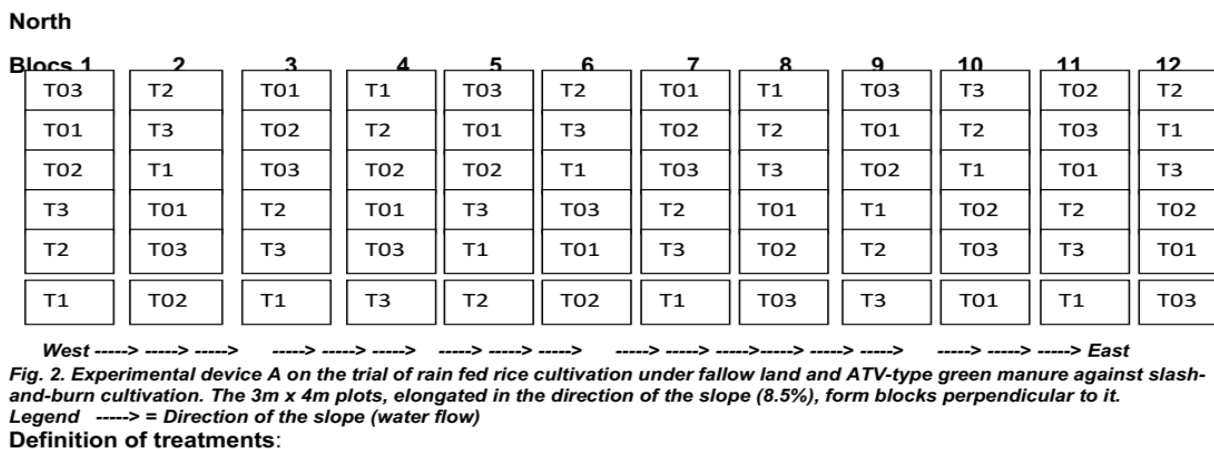 North
Blocs 1 2 3 4 5 6 7 8 9 10 11 12
T03 T2 T01 T1 T03 T2 T01 T1 T03 T3 T02 T2
T01 T3 T02 T2 T01 T3 T02 T2 T01 T2 T03 T1
T02 T1 T03 T02 T02 T1 T03 T3 T02 T1 T01 T3
T3 T01 T2 T01 T3 T03 T2 T01 T1 T02 T2 T02
T2 T03 T3 T03 T1 T01 T3 T02 T2 T03 T3 T01
T1 T02 T1 T3 T2 T02 T1 T03 T3 T01 T1 T03
West -----> -----> -----> -----> -----> -----> -----> -----> -----> -----> -----> ----->-----> -----> -----> -----> -----> -----> East
Fig. 2. Experimental device A on the trial of rain fed rice cultivation under fallow land and ATV-type green manure against slash-
and-burn cultivation. The 3m x 4m plots, elongated in the direction of the slope (8.5%), form blocks perpendicular to it.
Legend -----> = Direction of the slope (water flow)
Definition of treatments: